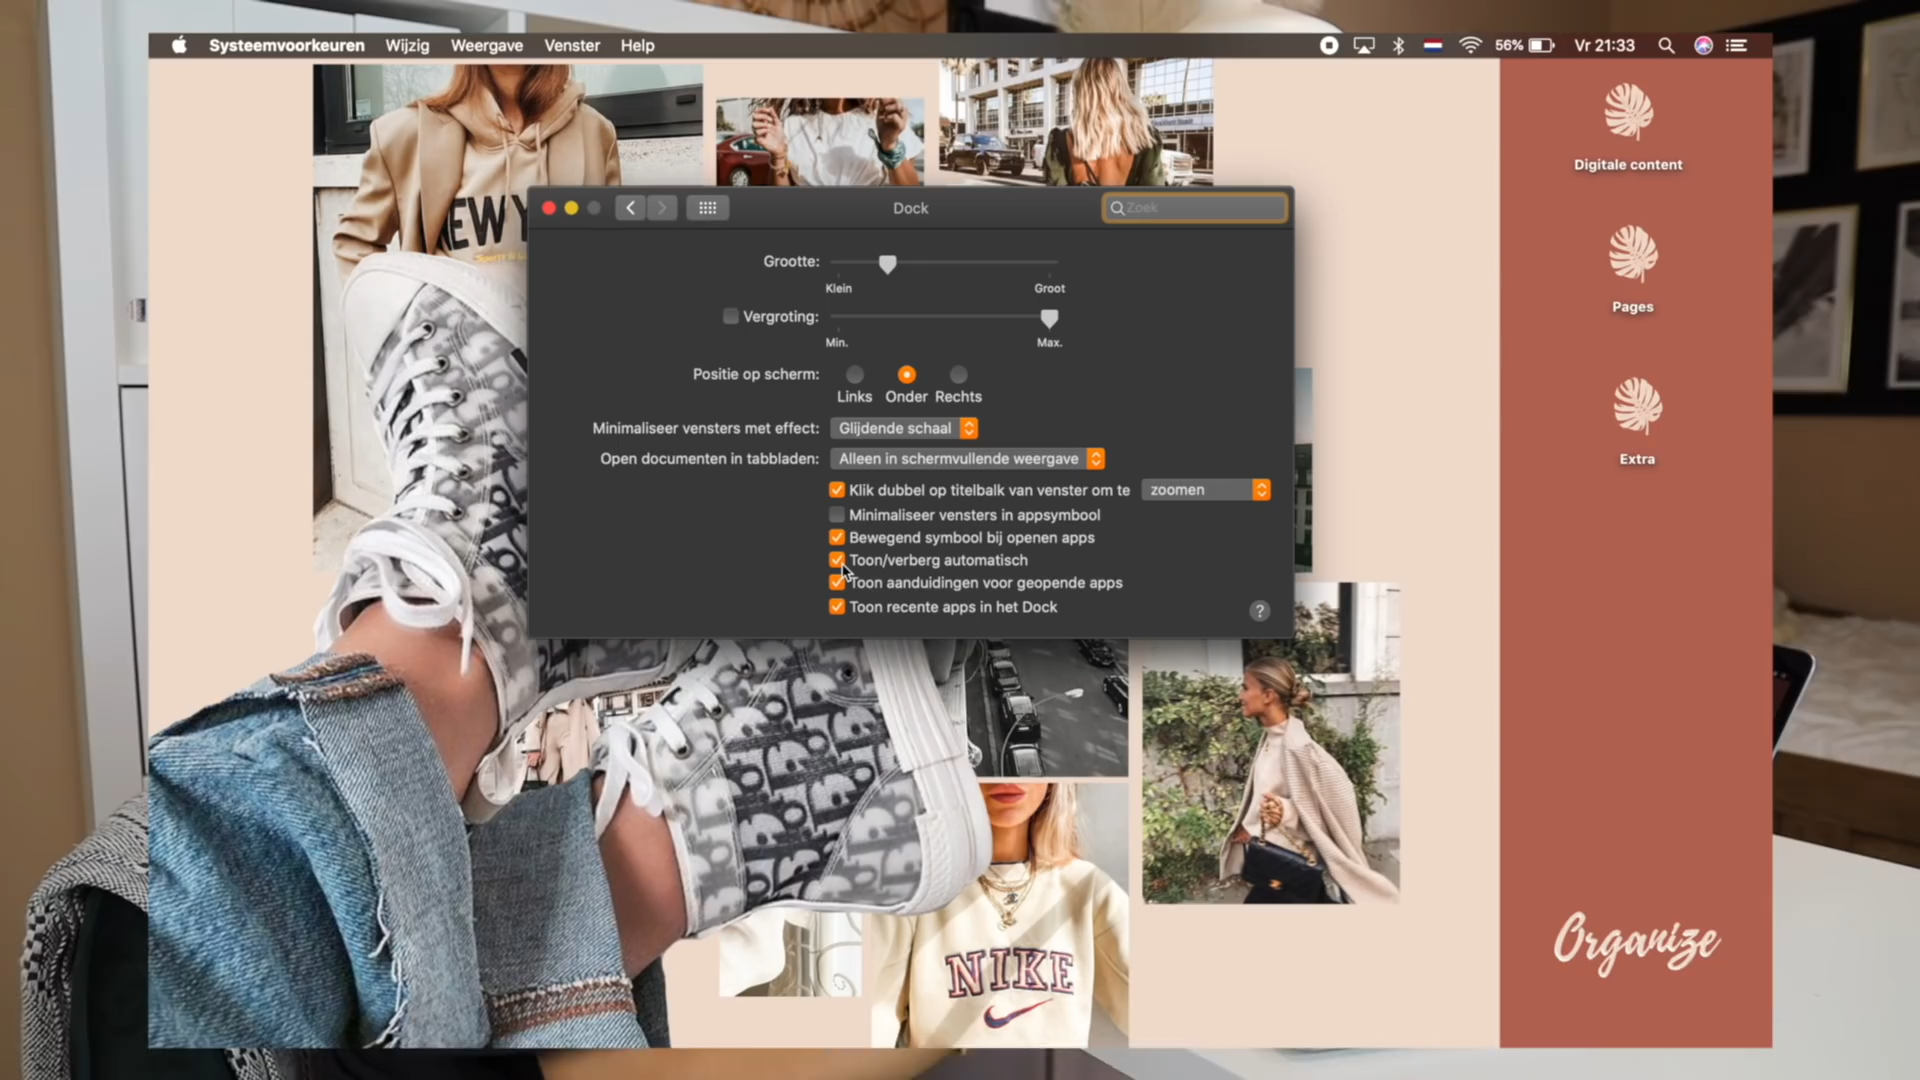 Systeemvoorkeuren Wijzig Weergave Venster Help 56% Vr 21:33
Digitale content
Pages
Extra
Organize
Dock
Zoek
Grootte:
Klein Groot
Vergroting:
Min. Max.
Positie op scherm:
Links Onder Rechts
Minimaliseer vensters met effect: Glijdende schaal
Open documenten in tabbladen: Alleen in schermvullende weergave
Klik dubbel op titelbalk van venster om te zoomen
Minimaliseer vensters in appsymbool
Bewegend symbool bij openen apps
Toon/verberg automatisch
Toon aanduidingen voor geopende apps
Toon recente apps in het Dock
?
NIKE